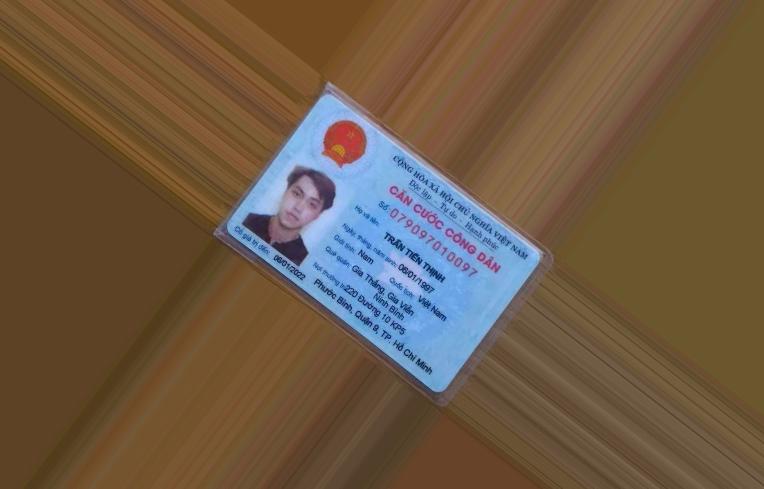 CỘNG HÒA XÃ HỘI CHỦ NGHĨA VIỆT NAM
Độc lập - Tự do - Hạnh phúc
CĂN CƯỚC CÔNG DÂN
Số: 079097010097
Họ và tên:
TRẦN TIẾN THỊNH
Ngày, tháng, năm sinh: 06/01/1997
Giới tính: Nam Quốc tịch: Việt Nam
Quê quán: Gia Thắng, Gia Viễn
Ninh Bình
Nơi thường trú: 220 Đường 10 KP5
Phước Bình, Quận 9, TP. Hồ Chí Minh
Có giá trị đến: 06/01/2022